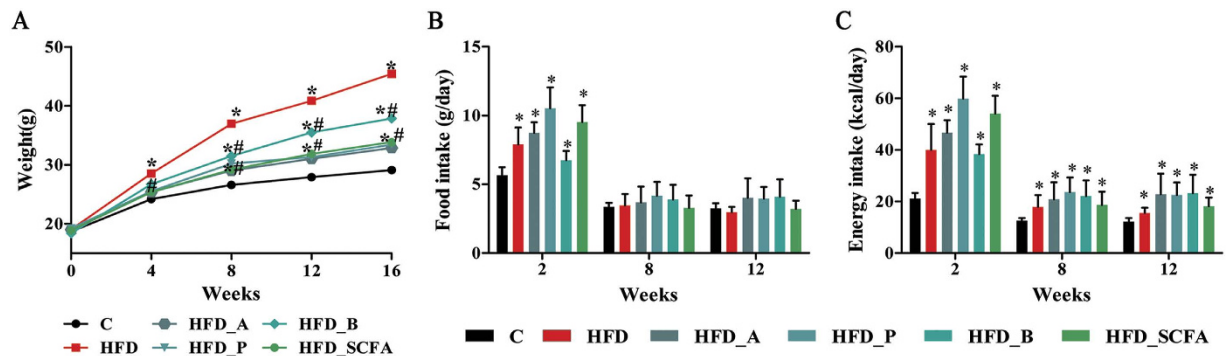 A
Weight(g)
50
*
*
*#
40
*
*#
*
*#
*#
*#
30
#
*#
20
0
4
8
12
16
Weeks
C
HFD_A
HFD_B
HFD
HFD_P
HFD_SCFA
B
Food intake (g/day)
15
*
*
10
*
*
*
5
0
2
8
12
Weeks
C
Energy intake (kcal/day)
80
*
*
60
*
*
*
40
* * * * *
* * * * *
20
0
2
8
12
Weeks
C
HFD
HFD_A
HFD_P
HFD_B
HFD_SCFA